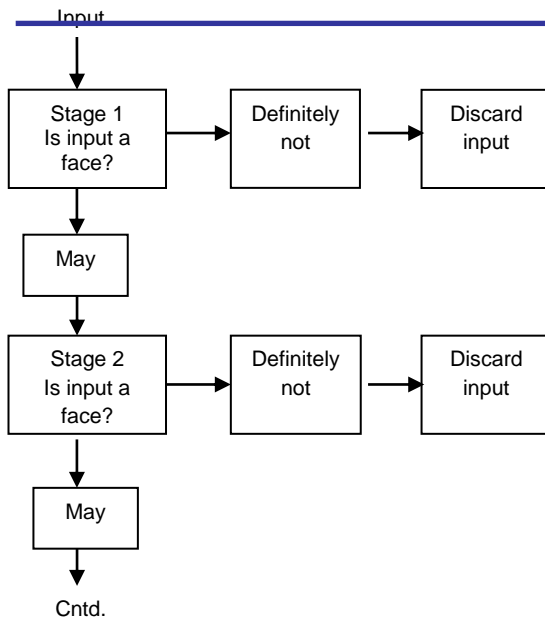 Input
Stage 1
Is input a
face?
Definitely
not
Discard
input
May
Stage 2
Is input a
face?
Definitely
not
Discard
input
May
Cntd.